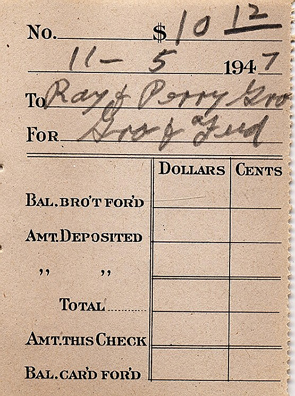 No. $10 12
11 - 5 1947
To Ray & Perry Gro
For Gro & Feed
Dollars Cents
Bal. bro't for'd
Amt. Deposited
„ „
Total
Amt. this Check
Bal. car'd for'd